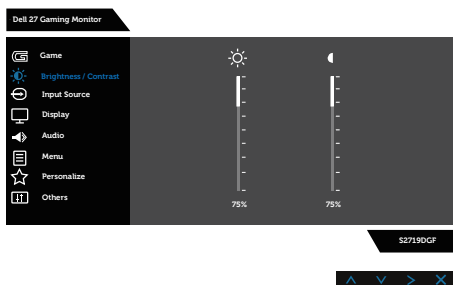 Dell 27 Gaming Monitor
Game
Brightness / Contrast
Input Source
Display
Audio
Menu
Personalize
Others
75%
75%
S2719DGF